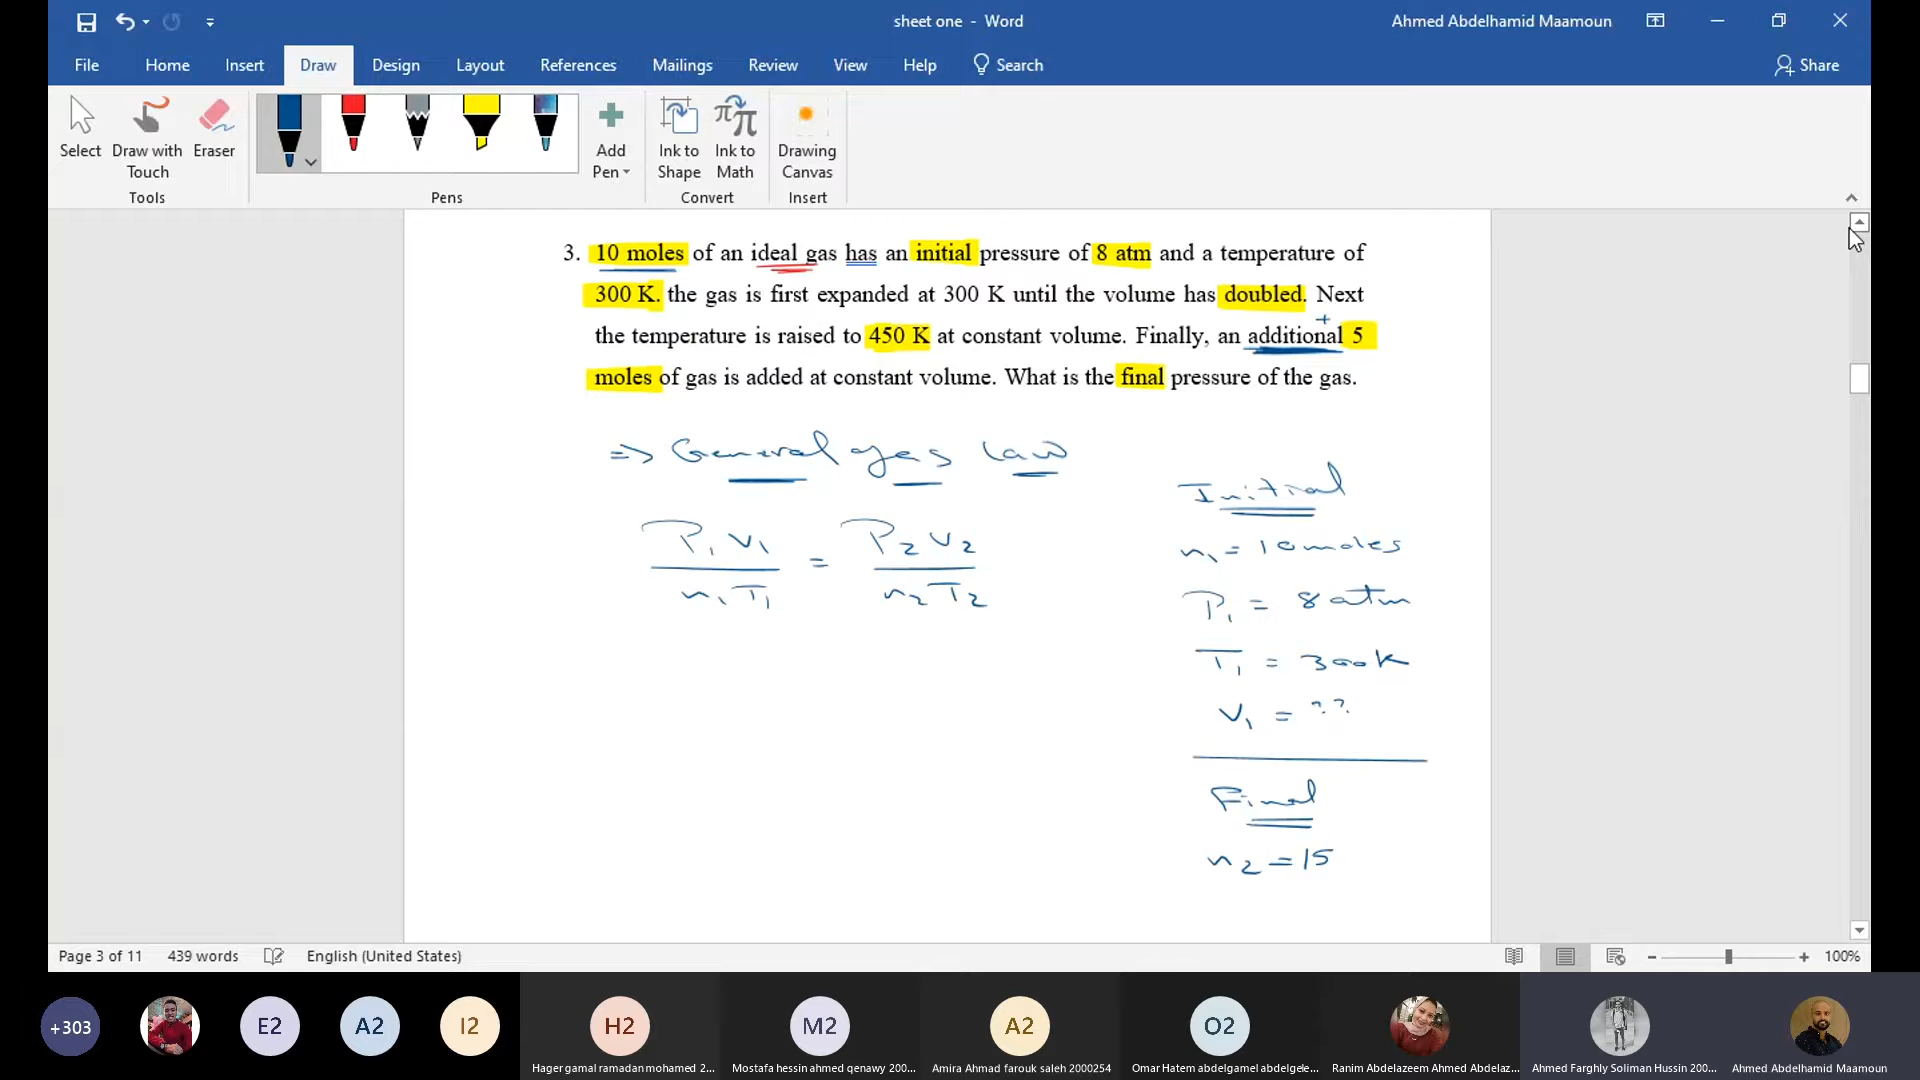 sheet one - Word
Ahmed Abdelhamid Maamoun
File Home Insert Draw Design Layout References Mailings Review View Help Search Share
Select Draw with Touch Eraser Add Pen Ink to Shape Ink to Math Drawing Canvas
Tools Pens Convert Insert
3. 10 moles of an ideal gas has an initial pressure of 8 atm and a temperature of
300 K. the gas is first expanded at 300 K until the volume has doubled. Next
+
the temperature is raised to 450 K at constant volume. Finally, an additional 5
moles of gas is added at constant volume. What is the final pressure of the gas.
=> General gas law
P1 V1 / n1 T1 = P2 V2 / n2 T2
Initial
n1 = 10 moles
P1 = 8 atm
T1 = 300 K
V1 = ??
Final
n2 = 15
Page 3 of 11 439 words English (United States) 100%
+303 E2 A2 I2 H2 M2 A2 O2
Hager gamal ramadan mohamed 2...
Mostafa hessin ahmed qenawy 200...
Amira Ahmad farouk saleh 2000254
Omar Hatem abdelgamel abdelgele...
Ranim Abdelazeem Ahmed Abdelaz...
Ahmed Farghly Soliman Hussin 200...
Ahmed Abdelhamid Maamoun